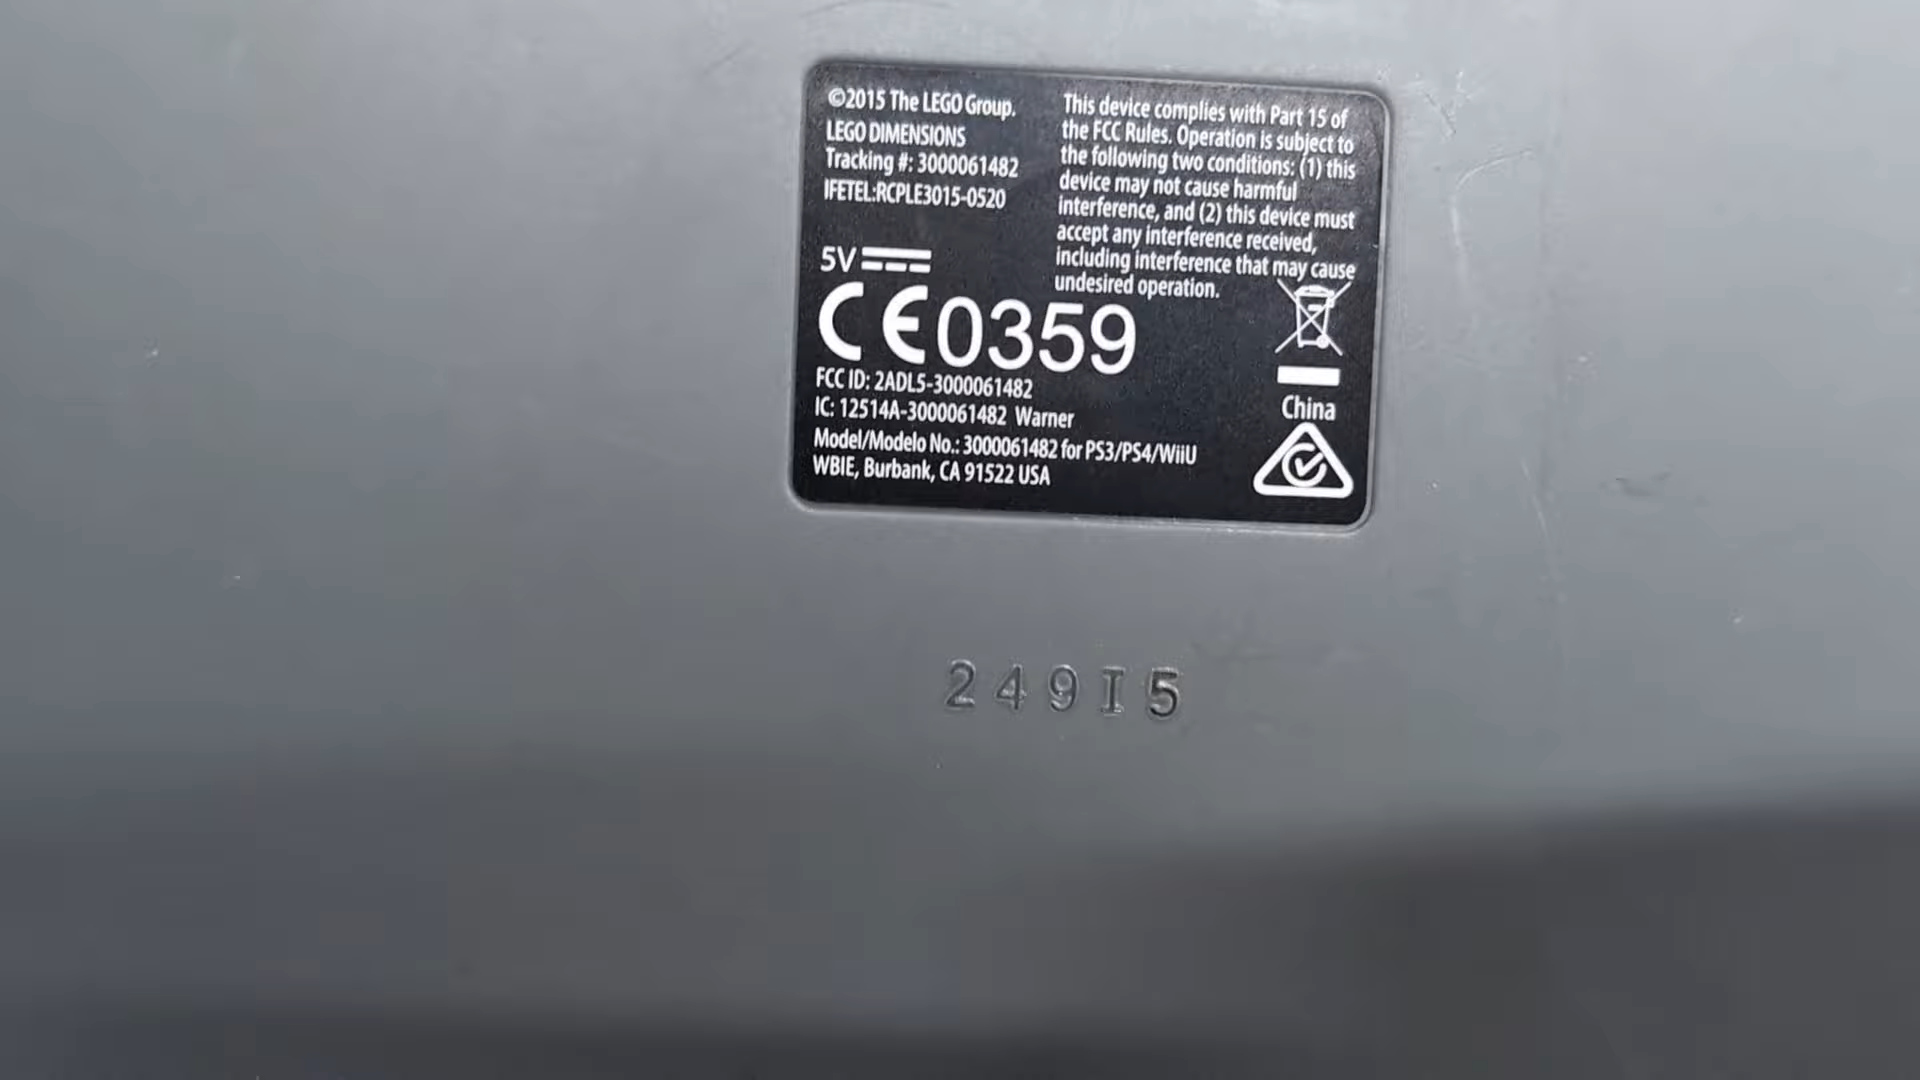 ©2015 The LEGO Group.
LEGO DIMENSIONS
Tracking #: 3000061482
IFETEL:RCPLE3015-0520
This device complies with Part 15 of
the FCC Rules. Operation is subject to
the following two conditions: (1) this
device may not cause harmful
interference, and (2) this device must
accept any interference received,
including interference that may cause
undesired operation.
5V
CE0359
FCC ID: 2ADL5-3000061482
IC: 12514A-3000061482 Warner
Model/Modelo No.: 3000061482 for PS3/PS4/WiiU
WBIE, Burbank, CA 91522 USA
China
249I5